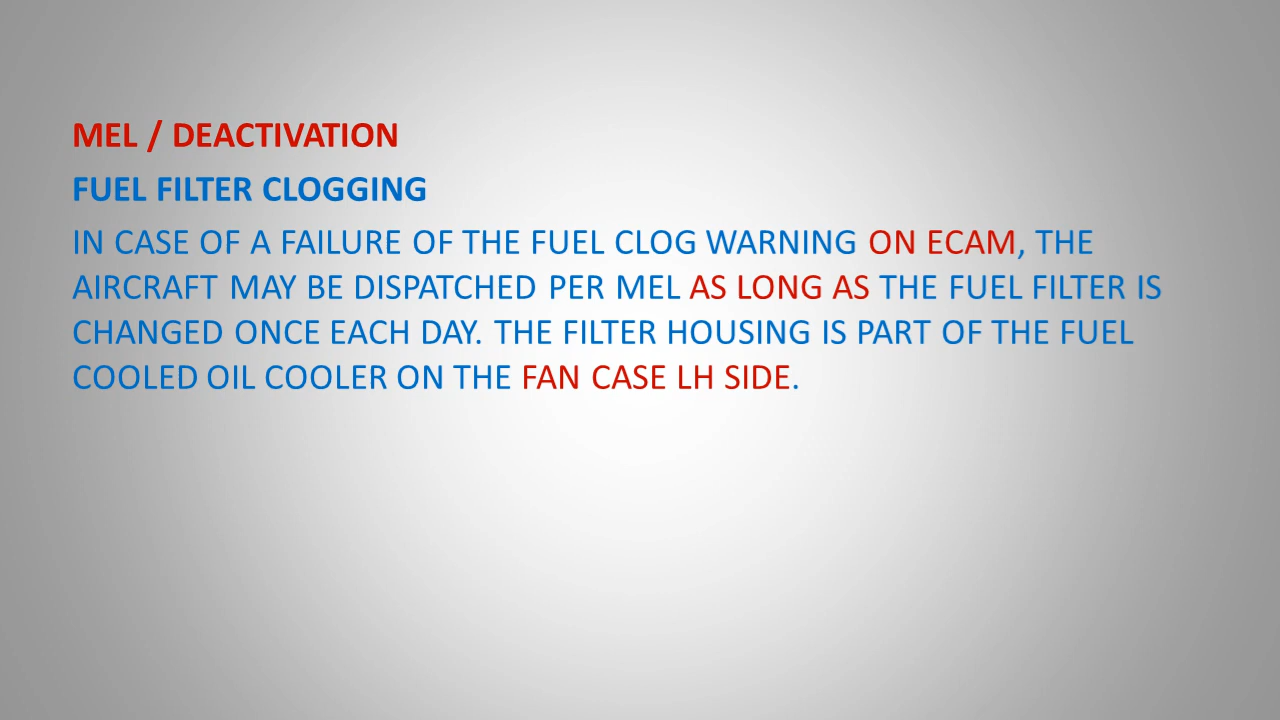 MEL / DEACTIVATION
FUEL FILTER CLOGGING
IN CASE OF A FAILURE OF THE FUEL CLOG WARNING ON ECAM, THE
AIRCRAFT MAY BE DISPATCHED PER MEL AS LONG AS THE FUEL FILTER IS
CHANGED ONCE EACH DAY. THE FILTER HOUSING IS PART OF THE FUEL
COOLED OIL COOLER ON THE FAN CASE LH SIDE.